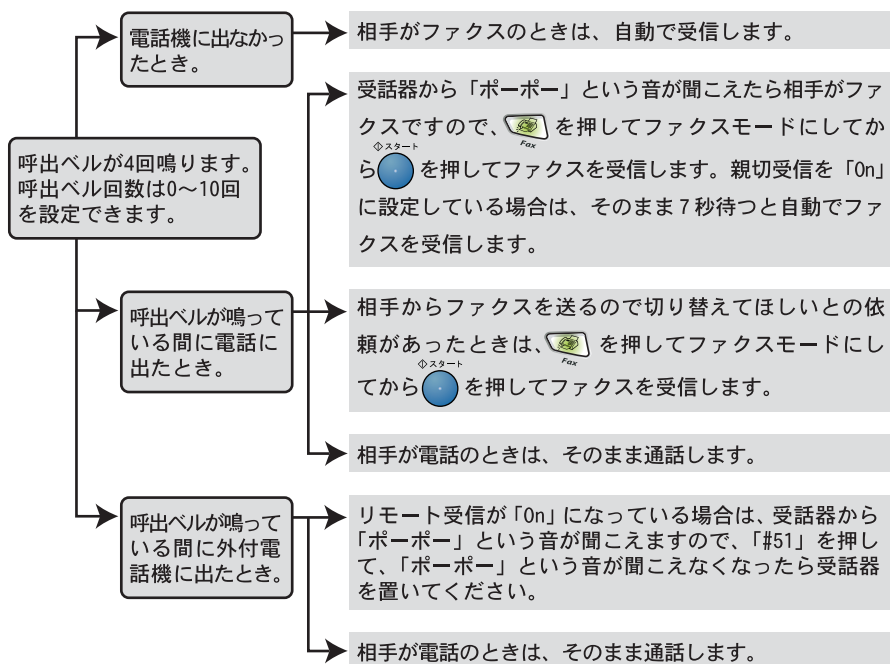 呼出ベルが4回鳴ります。
呼出ベル回数は0～10回
を設定できます。
電話機に出なかっ
たとき。
相手がファクスのときは、自動で受信します。
呼出ベルが鳴って
いる間に電話に
出たとき。
受話器から「ポーポー」という音が聞こえたら相手がファ
クスですので、 を押してファクスモードにしてか
Fax
スタート
ら を押してファクスを受信します。親切受信を「On」
に設定している場合は、そのまま7秒待つと自動でファ
クスを受信します。
相手からファクスを送るので切り替えてほしいとの依
頼があったときは、 を押してファクスモードにし
Fax
スタート
てから を押してファクスを受信します。
相手が電話のときは、そのまま通話します。
呼出ベルが鳴って
いる間に外付電
話機に出たとき。
リモート受信が「On」になっている場合は、受話器から
「ポーポー」という音が聞こえますので、「#51」を押し
て、「ポーポー」という音が聞こえなくなったら受話器
を置いてください。
相手が電話のときは、そのまま通話します。